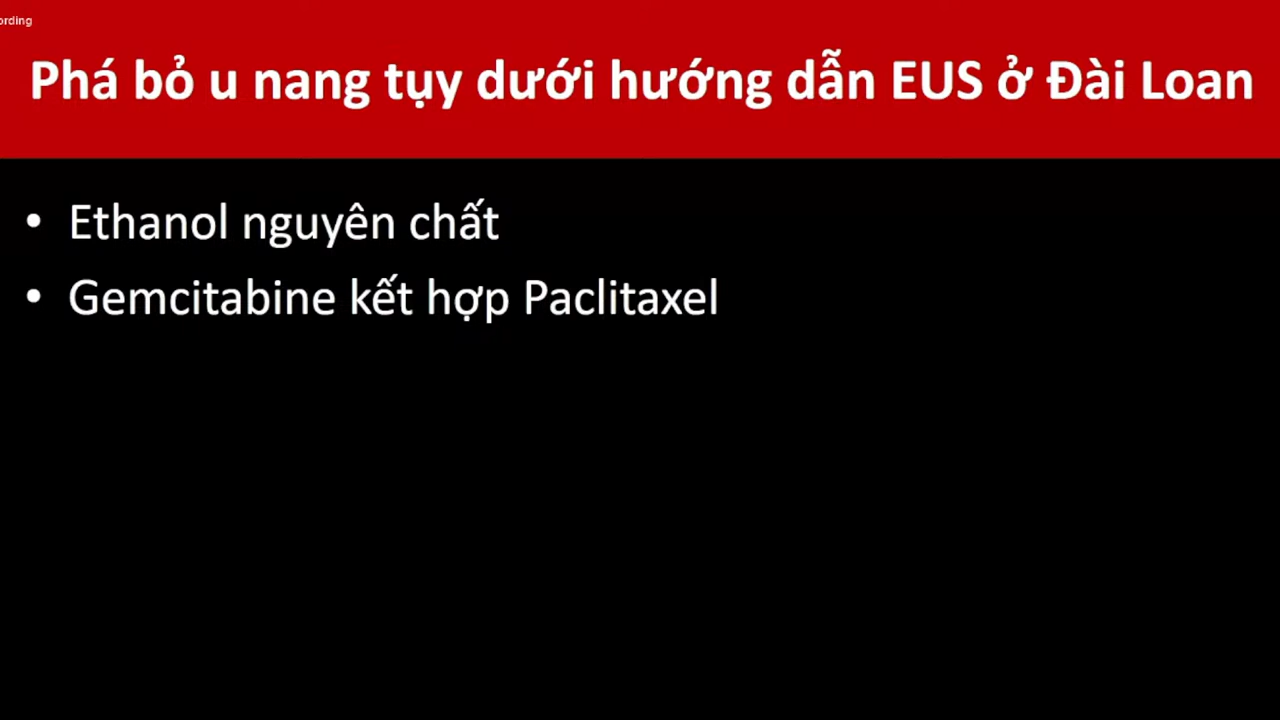 ording
Phá bỏ u nang tụy dưới hướng dẫn EUS ở Đài Loan
• Ethanol nguyên chất
• Gemcitabine kết hợp Paclitaxel